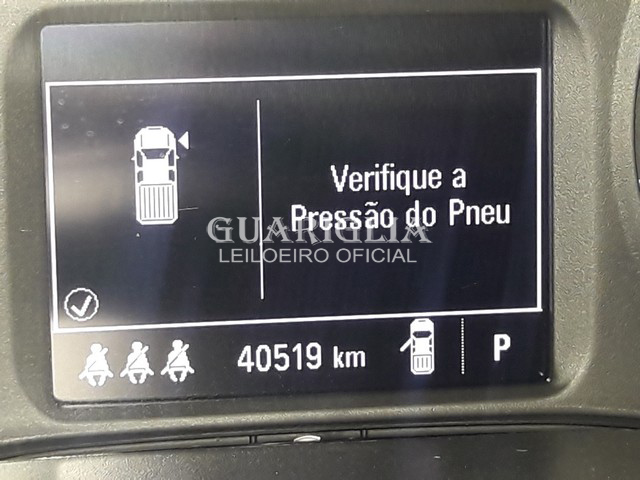 Verifique a
Pressão do Pneu
GUARIGLIA
LEILOEIRO OFICIAL
40519 km
P